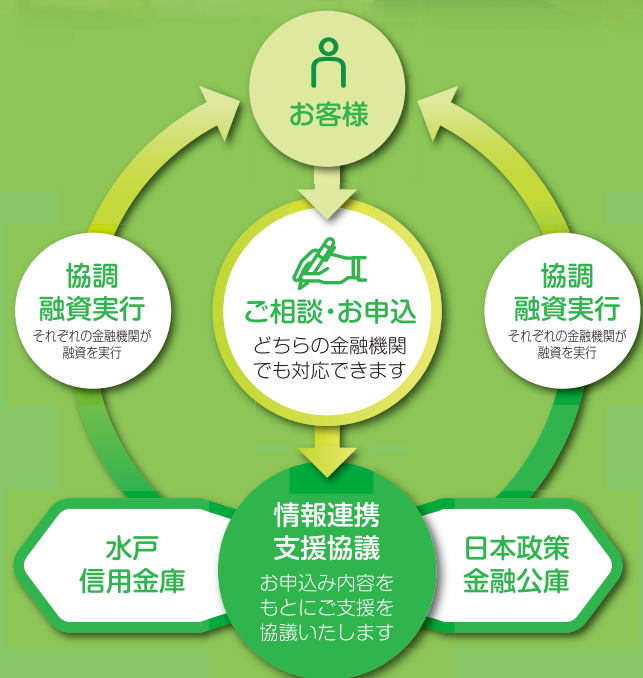 お客様
ご相談・お申込
どちらの金融機関
でも対応できます
協調
融資実行
それぞれの金融機関が
融資を実行
協調
融資実行
それぞれの金融機関が
融資を実行
情報連携
支援協議
お申込み内容を
もとにご支援を
協議いたします
水戸
信用金庫
日本政策
金融公庫